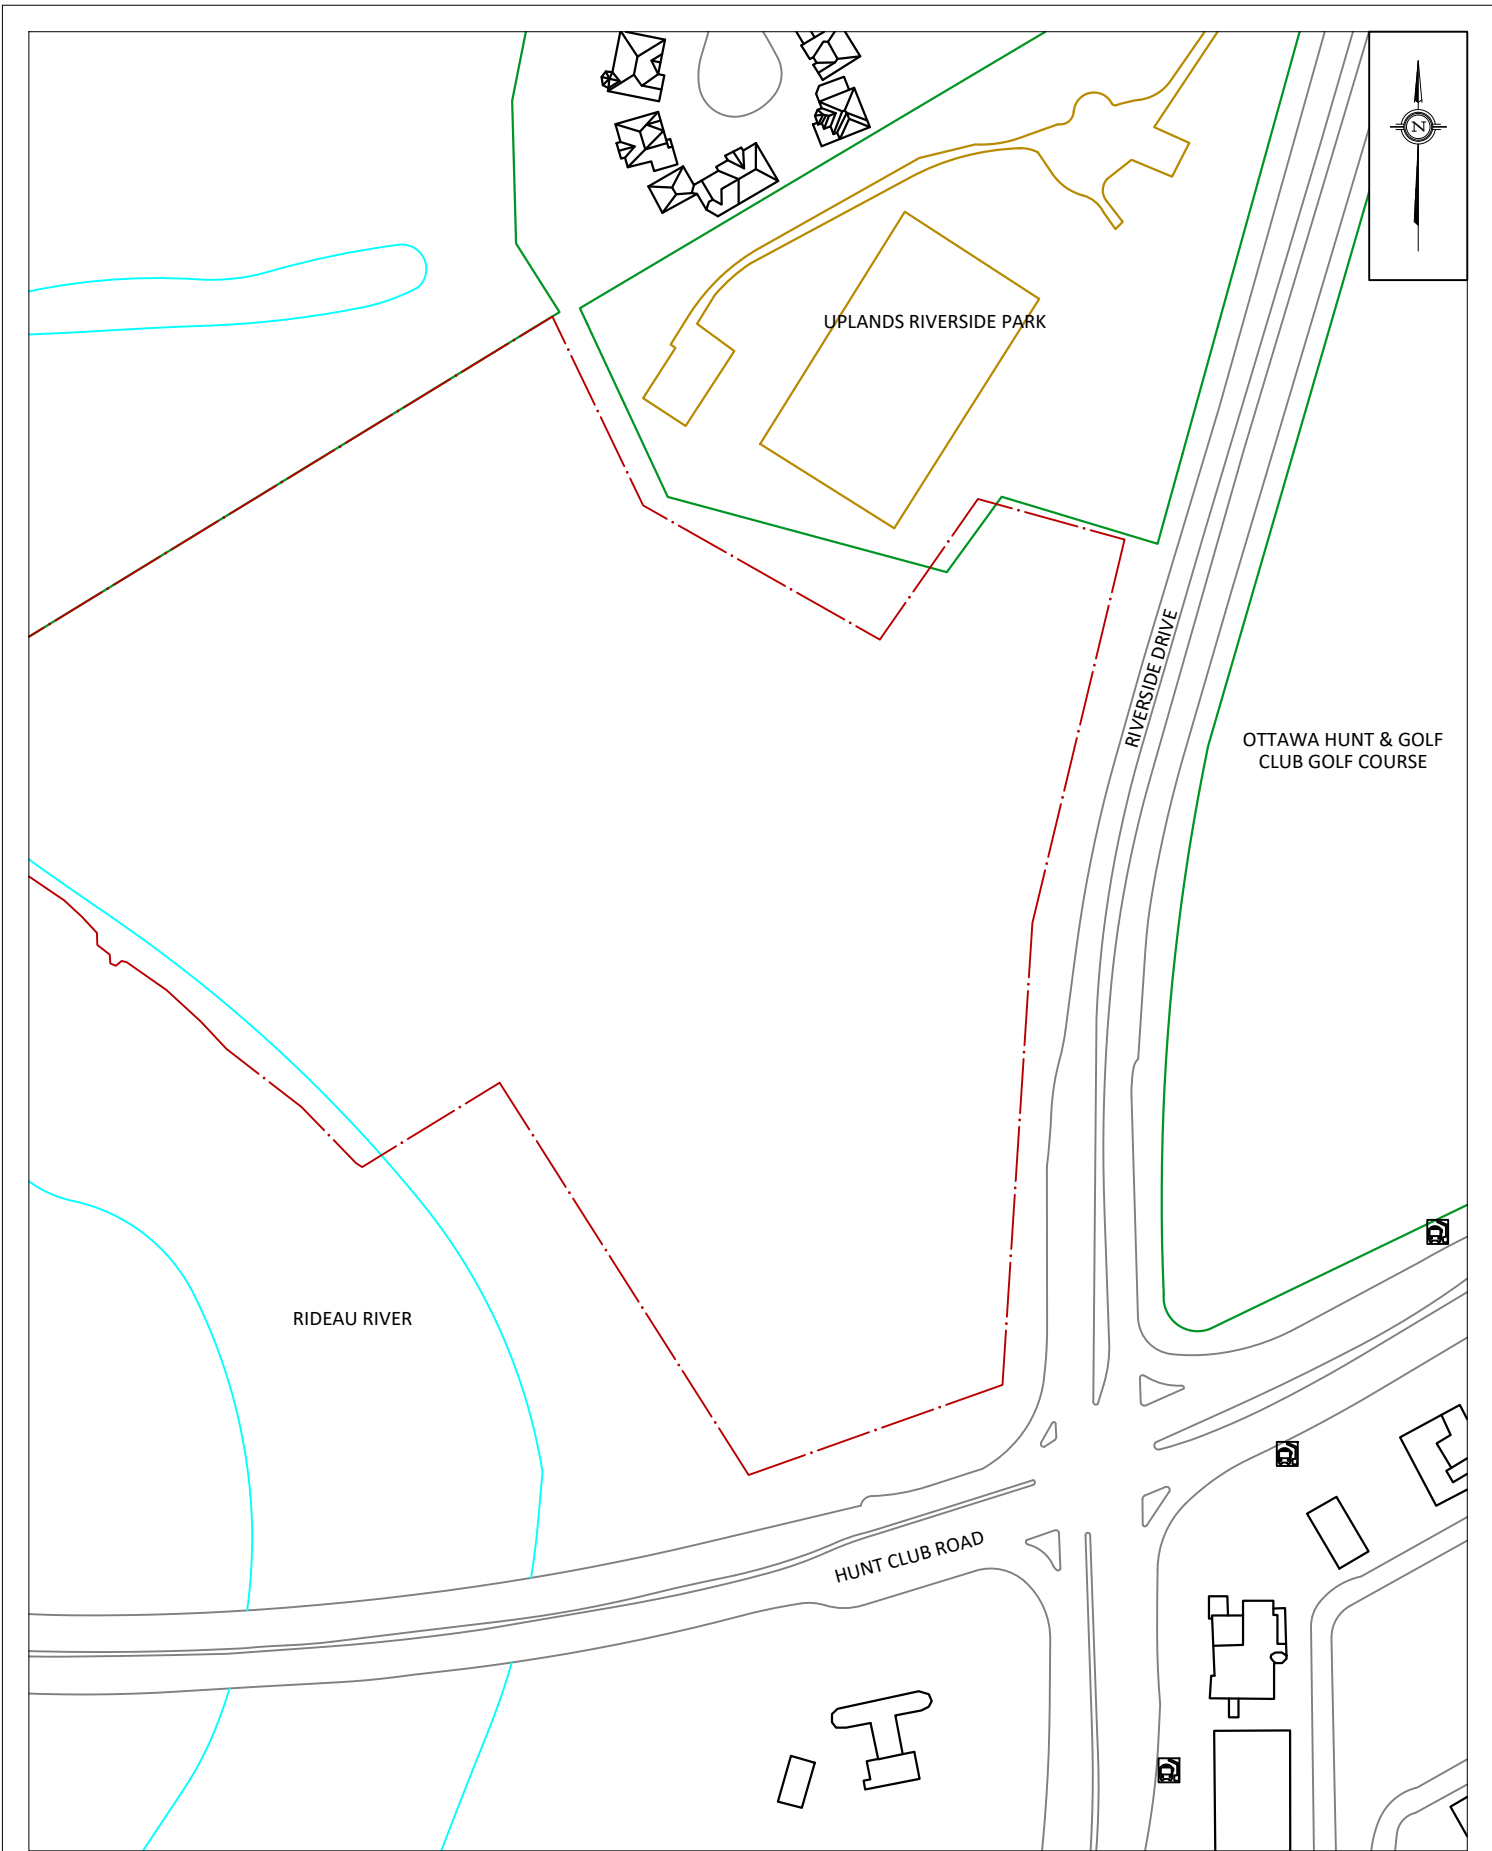 N
UPLANDS RIVERSIDE PARK
RIVERSIDE DRIVE
OTTAWA HUNT & GOLF
CLUB GOLF COURSE
RIDEAU RIVER
HUNT CLUB ROAD